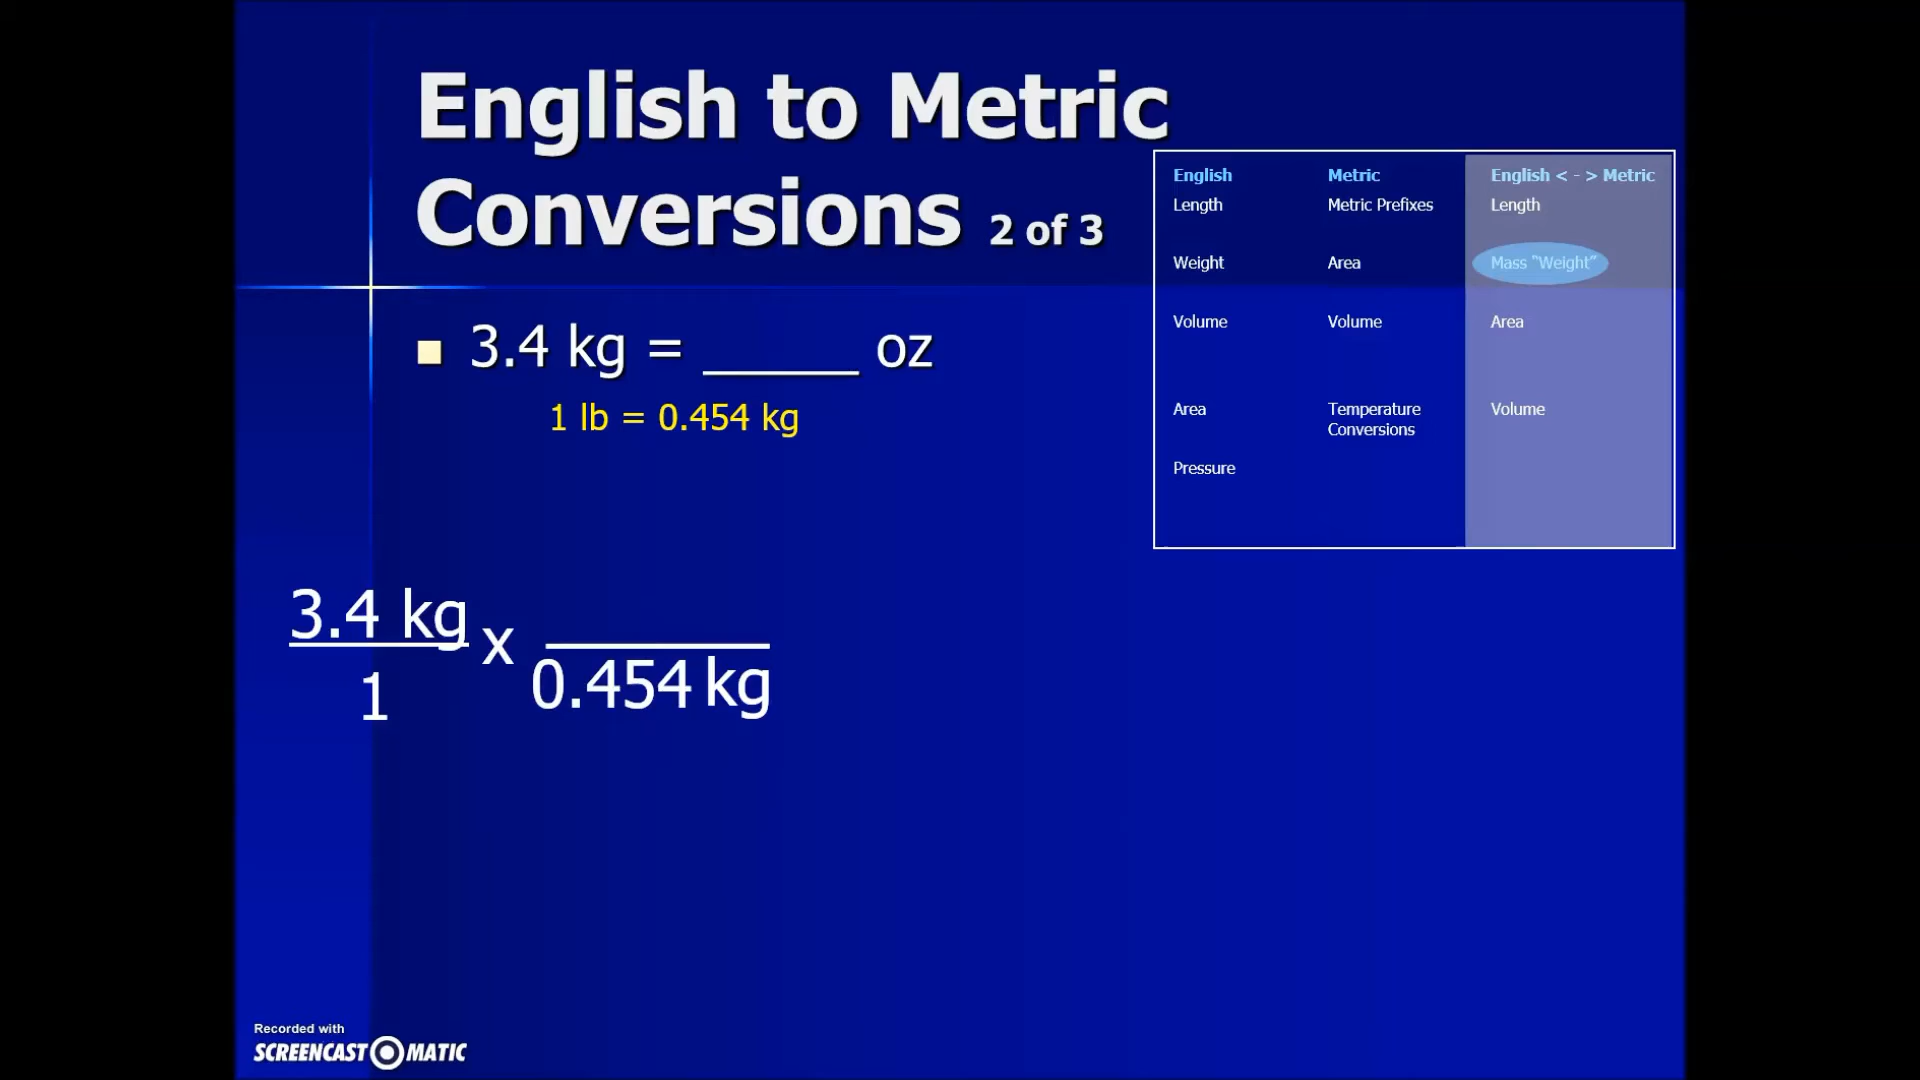 English to Metric
Conversions 2 of 3
English Metric English < - > Metric
Length Metric Prefixes Length
Weight Area Mass "Weight"
Volume Volume Area
Area Temperature Conversions Volume
Pressure
3.4 kg = _____ oz
1 lb = 0.454 kg
3.4 kg x
1 0.454 kg
Recorded with
SCREENCAST MATIC